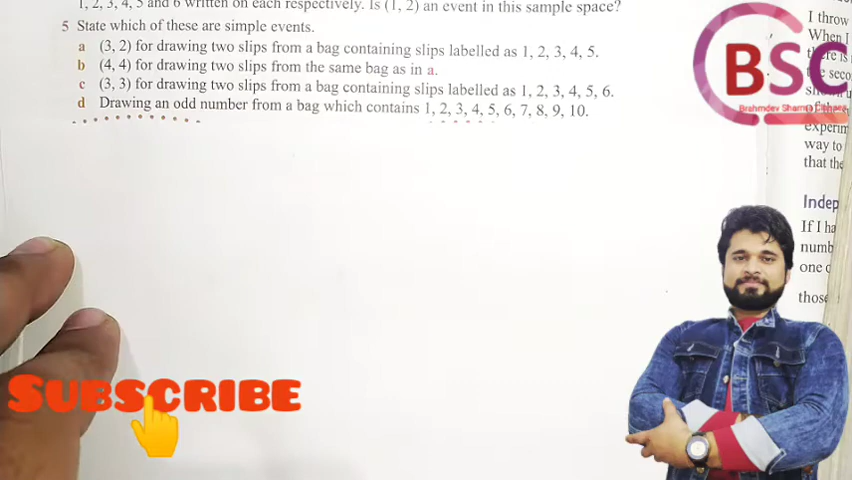 1, 2, 3, 4, 5 and 6 written on each respectively. Is (1, 2) an event in this sample space?
5 State which of these are simple events.
a (3, 2) for drawing two slips from a bag containing slips labelled as 1, 2, 3, 4, 5.
b (4, 4) for drawing two slips from the same bag as in a.
c (3, 3) for drawing two slips from a bag containing slips labelled as 1, 2, 3, 4, 5, 6.
d Drawing an odd number from a bag which contains 1, 2, 3, 4, 5, 6, 7, 8, 9, 10.
BSC
Brahmdev Sharma Classes
I throw
When I
of the
experim
way to
that the
Indep
If I ha
numb
one
those
SUBSCRIBE